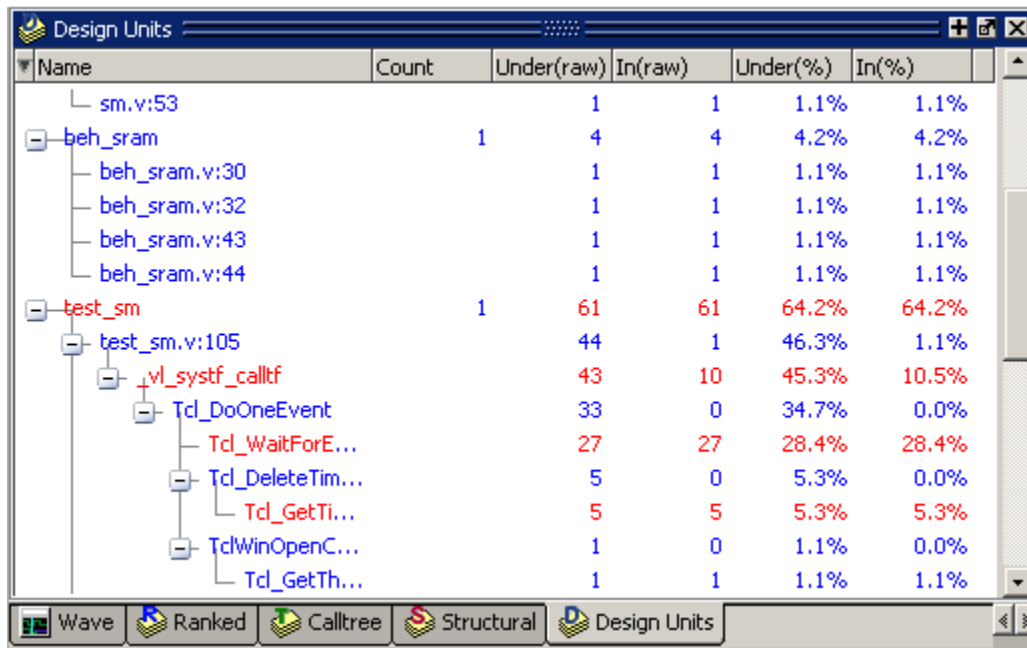 Design Units
Name Count Under(raw) In(raw) Under(%) In(%)
sm.v:53 1 1 1.1% 1.1%
beh_sram 1 4 4 4.2% 4.2%
beh_sram.v:30 1 1 1.1% 1.1%
beh_sram.v:32 1 1 1.1% 1.1%
beh_sram.v:43 1 1 1.1% 1.1%
beh_sram.v:44 1 1 1.1% 1.1%
test_sm 1 61 61 64.2% 64.2%
test_sm.v:105 44 1 46.3% 1.1%
_vl_systf_calltf 43 10 45.3% 10.5%
Tcl_DoOneEvent 33 0 34.7% 0.0%
Tcl_WaitForE... 27 27 28.4% 28.4%
Tcl_DeleteTim... 5 0 5.3% 0.0%
Tcl_GetTi... 5 5 5.3% 5.3%
TclWinOpenC... 1 0 1.1% 0.0%
Tcl_GetTh... 1 1 1.1% 1.1%
Wave Ranked Calltree Structural Design Units